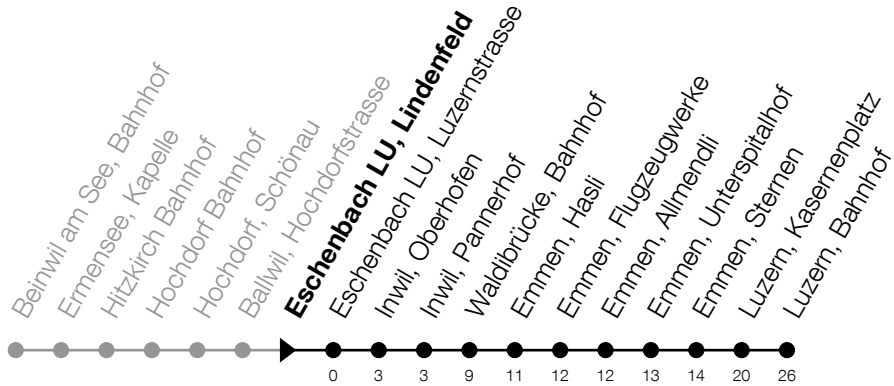 Beinwil am See, Bahnhof
Ermensee, Kapelle
Hitzkirch Bahnhof
Hochdorf Bahnhof
Hochdorf, Schönau
Ballwil, Hochdorfstrasse
Eschenbach LU, Lindenfeld
Eschenbach LU, Luzernstrasse
Inwil, Oberhofen
Inwil, Pannerhof
Waldibrücke, Bahnhof
Emmen, Hasli
Emmen, Flugzeugwerke
Emmen, Allmendli
Emmen, Unterspitalhof
Emmen, Sternen
Luzern, Kasernenplatz
Luzern, Bahnhof
0 3 3 9 11 12 12 13 14 20 26